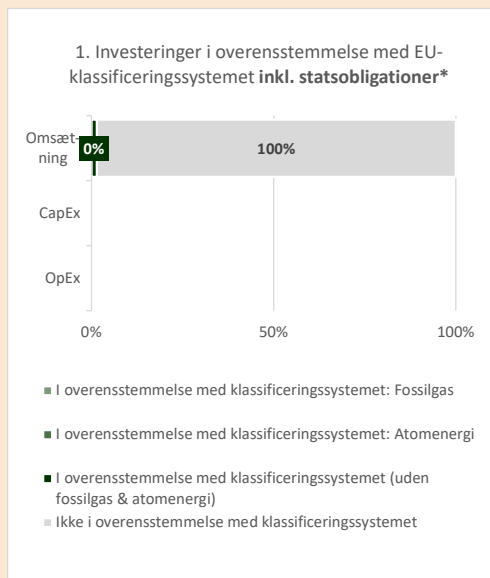 1. Investeringer i overensstemmelse med EU-
klassificeringssystemet inkl. statsobligationer*
Omsæt-
ning
0%
100%
CapEx
OpEx
0%
50%
100%
I overensstemmelse med klassificeringssystemet: Fossilgas
I overensstemmelse med klassificeringssystemet: Atomenergi
I overensstemmelse med klassificeringssystemet (uden
fossilgas & atomenergi)
Ikke i overensstemmelse med klassificeringssystemet